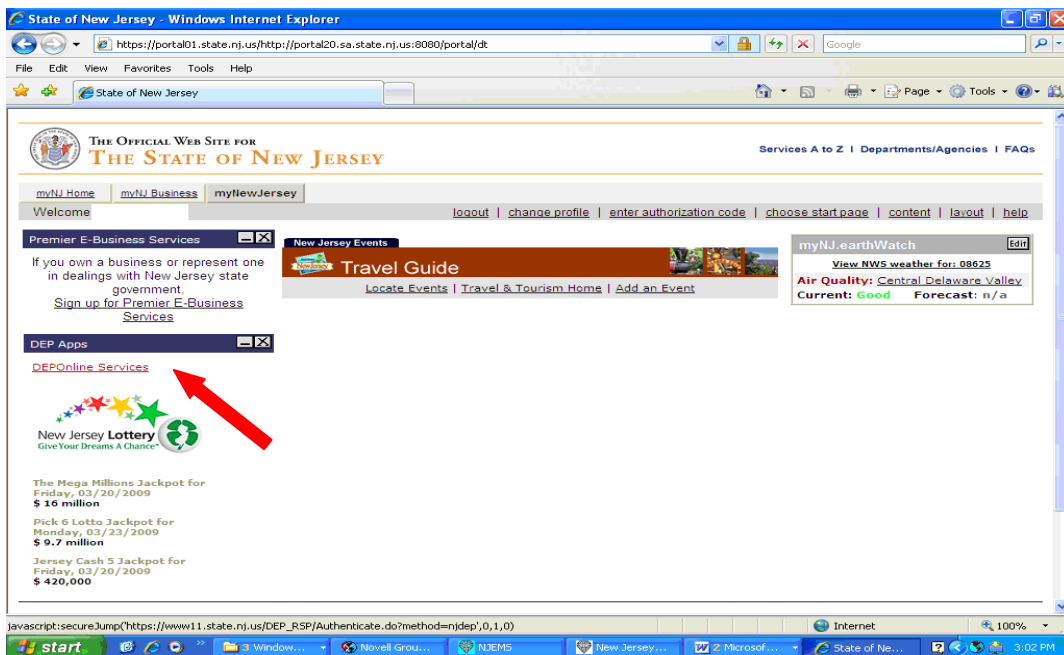 State of New Jersey - Windows Internet Explorer
https://portal01.state.nj.us/http://portal20.sa.state.nj.us:8080/portal/dt
Google
File Edit View Favorites Tools Help
State of New Jersey
Page Tools
The Official Web Site for
The State of New Jersey
Services A to Z | Departments/Agencies | FAQs
myNJ Home myNJ Business myNewJersey
Welcome
logout | change profile | enter authorization code | choose start page | content | layout | help
Premier E-Business Services
If you own a business or represent one
in dealings with New Jersey state
government,
Sign up for Premier E-Business
Services
DEP Apps
DEPOnline Services
New Jersey Lottery
Give Your Dreams A Chance
The Mega Millions Jackpot for
Friday, 03/20/2009
$ 16 million
Pick 6 Lotto Jackpot for
Monday, 03/23/2009
$ 9.7 million
Jersey Cash 5 Jackpot for
Friday, 03/20/2009
$ 420,000
New Jersey Events
New Jersey
Travel Guide
Locate Events | Travel & Tourism Home | Add an Event
myNJ.earthWatch
Edit
View NWS weather for: 08625
Air Quality: Central Delaware Valley
Current: Good Forecast: n/a
javascript:secureJump('https://www11.state.nj.us/DEP_RSP/Authenticate.do?method=njdep',0,1,0)
Internet
100%
start
3 Window...
Novell Grou...
NJEMS
New Jersey...
2 Microsof...
State of Ne...
3:02 PM